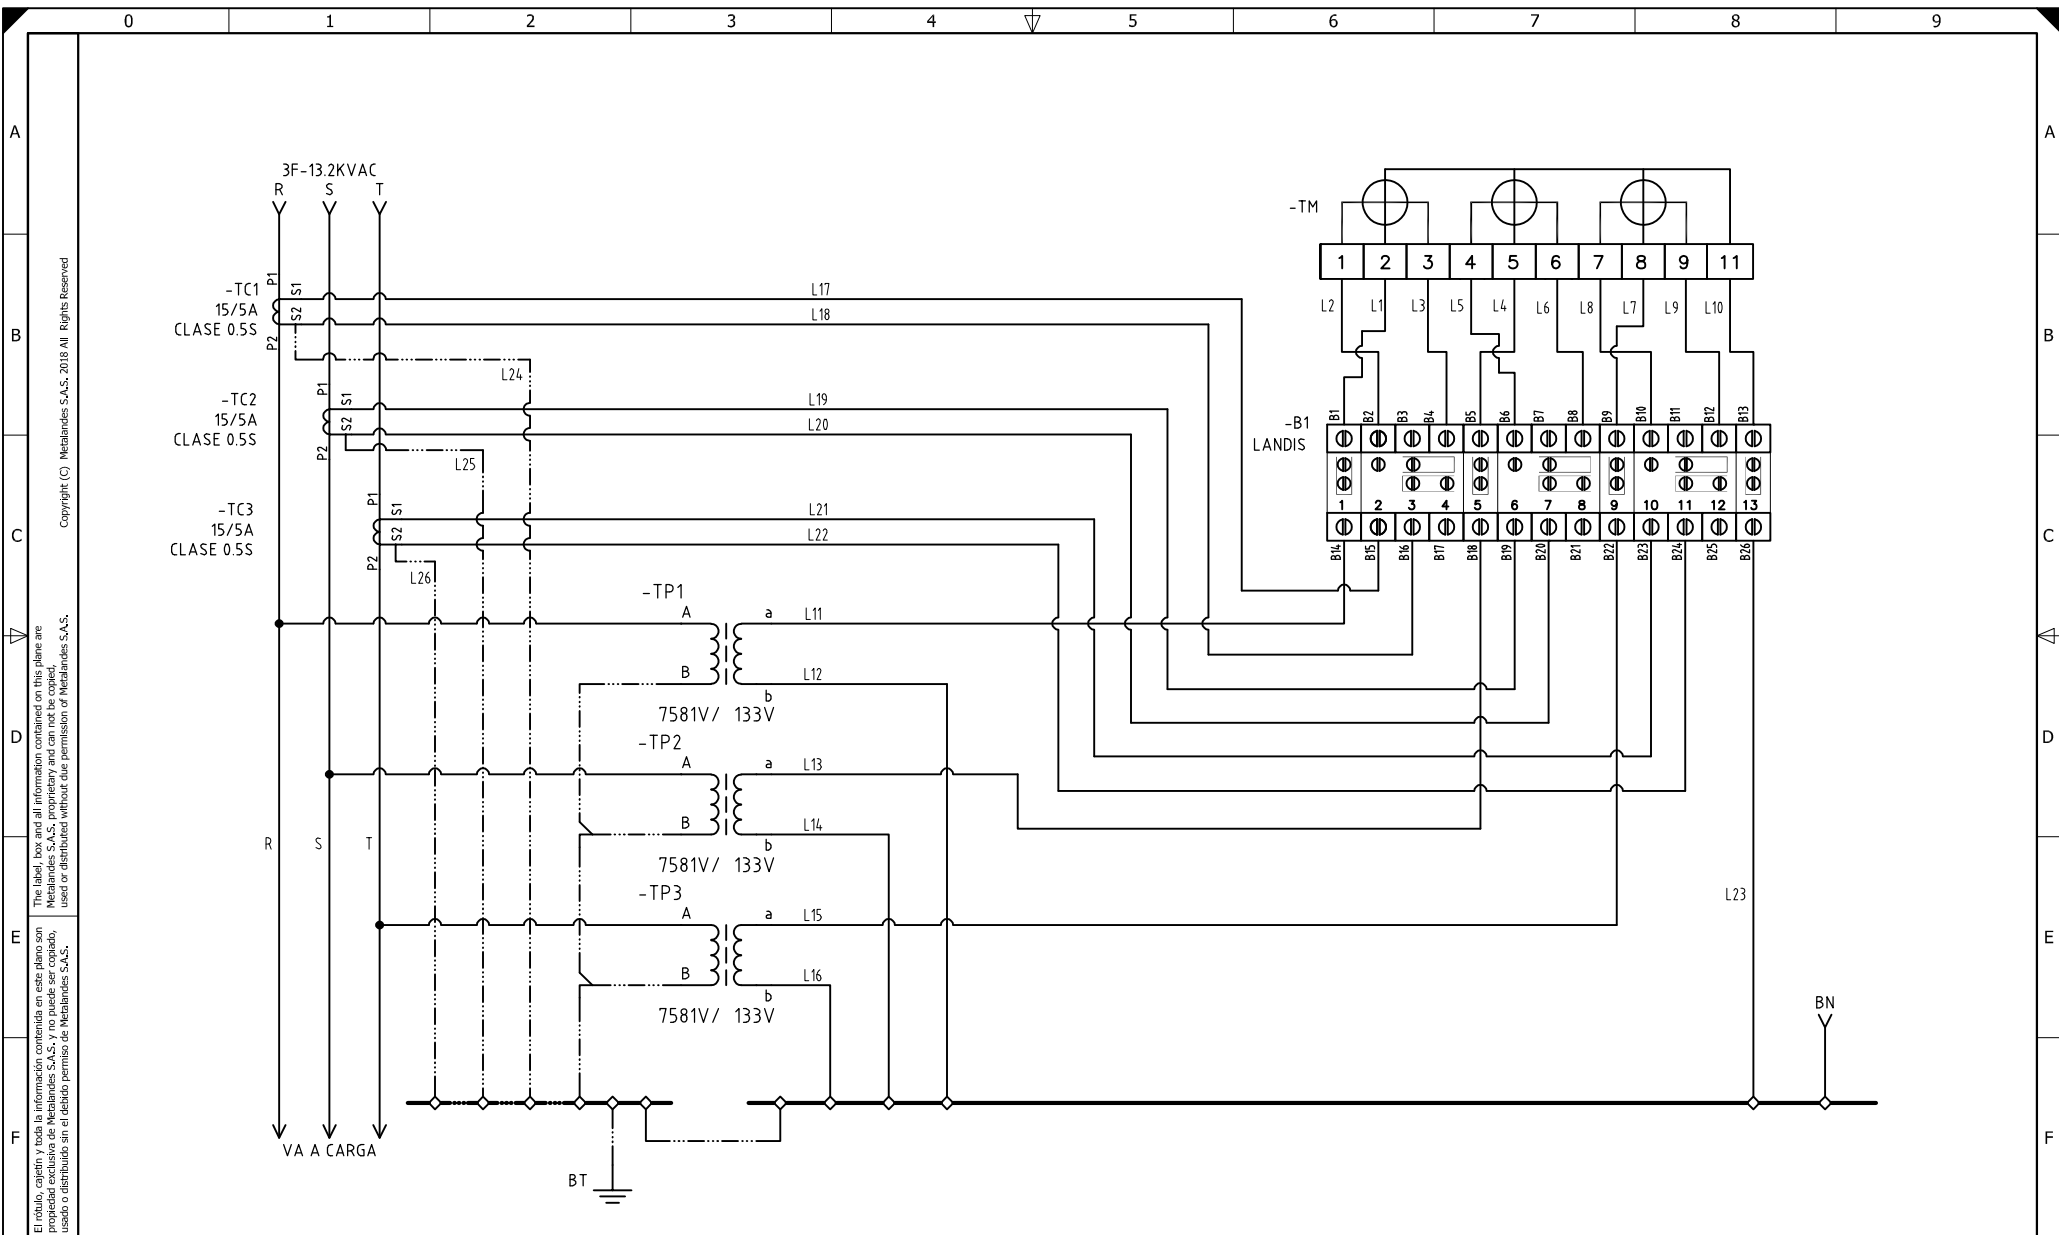 0 1 2 3 4 5 6 7 8 9
A A
3F-13.2KVAC
R S T
-TM
1 2 3 4 5 6 7 8 9 11
L2 L1 L3 L5 L4 L6 L8 L7 L9 L10
P1
-TC1
15/5A
CLASE 0.5S
S1
S2
P2
L17
L18
B B
L24
P1
-TC2
15/5A
CLASE 0.5S
S1
S2
P2
L19
L20
L25
B1 B2 B3 B4 B5 B6 B7 B8 B9 B10 B11 B12 B13
-B1
LANDIS
1 2 3 4 5 6 7 8 9 10 11 12 13
B14 B15 B16 B17 B18 B19 B20 B21 B22 B23 B24 B25 B26
P1
-TC3
15/5A
CLASE 0.5S
S1
S2
P2
L21
L22
C C
L26
-TP1
A a L11
B L12
b
7581V/ 133V
D D
-TP2
A a L13
B L14
b
7581V/ 133V
R S T
-TP3
A a L15
B L16
b
7581V/ 133V
L23
E E
BN
VA A CARGA
BT
F F
Copyright (C) Metalandes S.A.S. 2018 All Rights Reserved
The label, box and all information contained on this plane are
Metalandes S.A.S. proprietary and can not be copied,
used or distributed without due permission of Metalandes S.A.S.
El rótulo, cajetín y toda la información contenida en este plano son
propiedad exclusiva de Metalandes S.A.S. y no puede ser copiado,
usado o distribuido sin el debido permiso de Metalandes S.A.S.